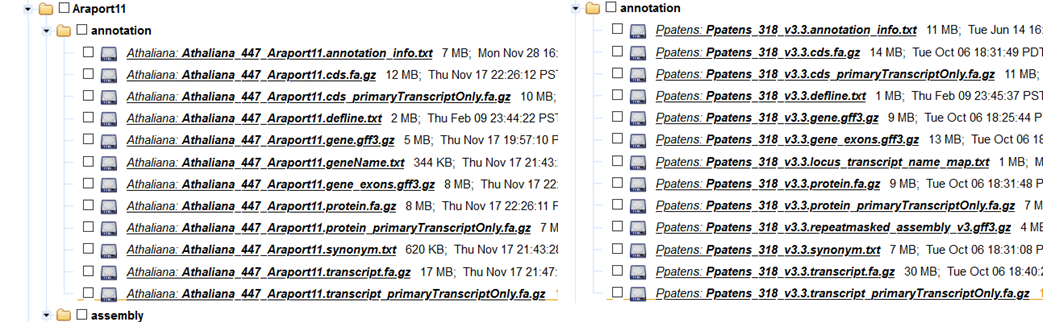 Araport11
annotation
Athaliana: Athaliana_447_Araport11.annotation_info.txt 7 MB; Mon Nov 28 16:
Athaliana: Athaliana_447_Araport11.cds.fa.gz 12 MB; Thu Nov 17 22:26:12 PST
Athaliana: Athaliana_447_Araport11.cds_primaryTranscriptOnly.fa.gz 10 MB;
Athaliana: Athaliana_447_Araport11.defline.txt 2 MB; Thu Feb 09 23:44:22 PST
Athaliana: Athaliana_447_Araport11.gene.gff3.gz 5 MB; Thu Nov 17 19:57:10 P
Athaliana: Athaliana_447_Araport11.geneName.txt 344 KB; Thu Nov 17 21:43:
Athaliana: Athaliana_447_Araport11.gene_exons.gff3.gz 8 MB; Thu Nov 17 22:
Athaliana: Athaliana_447_Araport11.protein.fa.gz 8 MB; Thu Nov 17 22:26:11 P
Athaliana: Athaliana_447_Araport11.protein_primaryTranscriptOnly.fa.gz 7 M
Athaliana: Athaliana_447_Araport11.synonym.txt 620 KB; Thu Nov 17 21:43:28
Athaliana: Athaliana_447_Araport11.transcript.fa.gz 17 MB; Thu Nov 17 21:47:
Athaliana: Athaliana_447_Araport11.transcript_primaryTranscriptOnly.fa.gz
assembly
annotation
Ppatens: Ppatens_318_v3.3.annotation_info.txt 11 MB; Tue Jun 14 16:
Ppatens: Ppatens_318_v3.3.cds.fa.gz 14 MB; Tue Oct 06 18:31:49 PDT
Ppatens: Ppatens_318_v3.3.cds_primaryTranscriptOnly.fa.gz 11 MB;
Ppatens: Ppatens_318_v3.3.defline.txt 1 MB; Thu Feb 09 23:45:37 PST
Ppatens: Ppatens_318_v3.3.gene.gff3.gz 9 MB; Tue Oct 06 18:25:44 P
Ppatens: Ppatens_318_v3.3.gene_exons.gff3.gz 13 MB; Tue Oct 06 18
Ppatens: Ppatens_318_v3.3.locus_transcript_name_map.txt 1 MB; M
Ppatens: Ppatens_318_v3.3.protein.fa.gz 9 MB; Tue Oct 06 18:31:48 P
Ppatens: Ppatens_318_v3.3.protein_primaryTranscriptOnly.fa.gz 7 M
Ppatens: Ppatens_318_v3.3.repeatmasked_assembly_v3.gff3.gz 4 M
Ppatens: Ppatens_318_v3.3.synonym.txt 7 MB; Tue Oct 06 18:31:08 P
Ppatens: Ppatens_318_v3.3.transcript.fa.gz 30 MB; Tue Oct 06 18:40:
Ppatens: Ppatens_318_v3.3.transcript_primaryTranscriptOnly.fa.gz